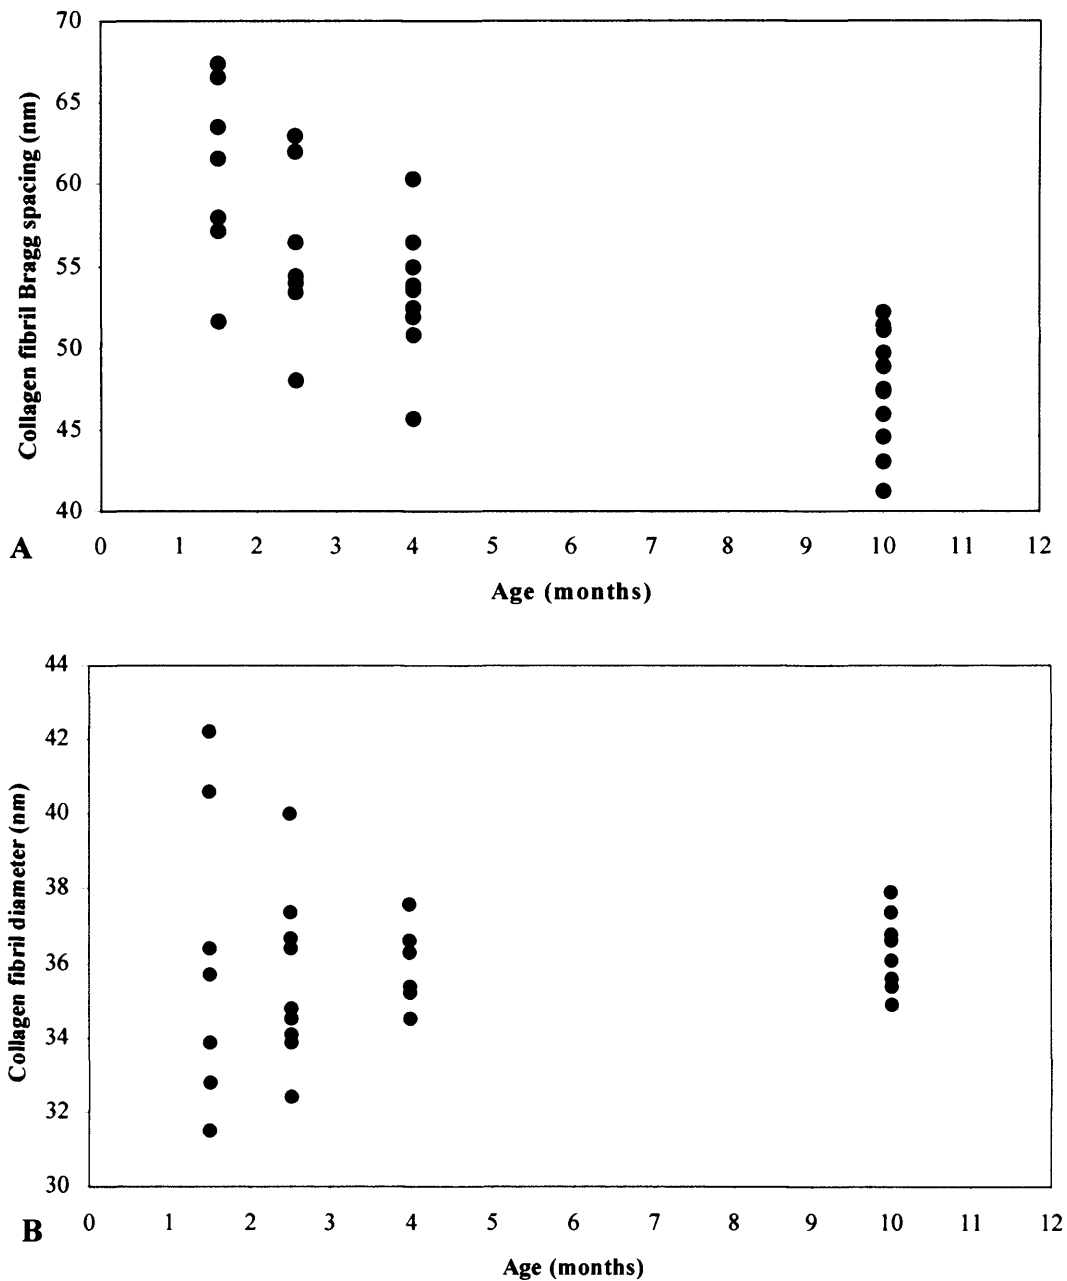 70
65
60
55
50
45
40
Collagen fibril Bragg spacing (nm)
A
0 1 2 3 4 5 6 7 8 9 10 11 12
Age (months)
44
42
40
38
36
34
32
30
Collagen fibril diameter (nm)
B
0 1 2 3 4 5 6 7 8 9 10 11 12
Age (months)